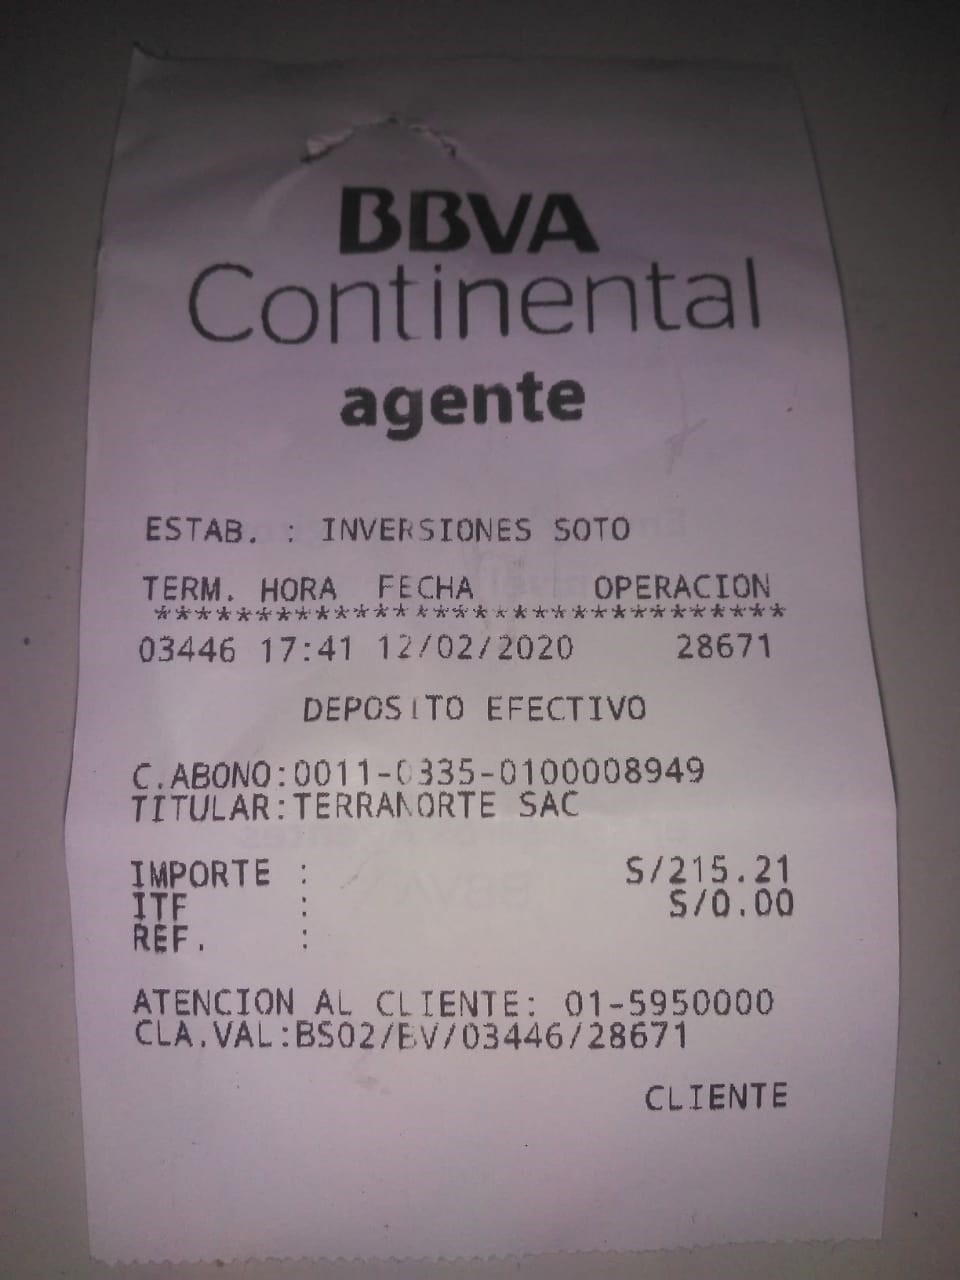 BBVA
Continental
agente
ESTAB. : INVERSIONES SOTO
TERM. HORA FECHA OPERACION
********************************
03446 17:41 12/02/2020 28671
DEPOSITO EFECTIVO
C.ABONO:0011-0335-0100008949
TITULAR:TERRANORTE SAC
IMPORTE : S/215.21
ITF : S/0.00
REF. :
ATENCION AL CLIENTE: 01-5950000
CLA.VAL:BS02/EV/03446/28671
CLIENTE